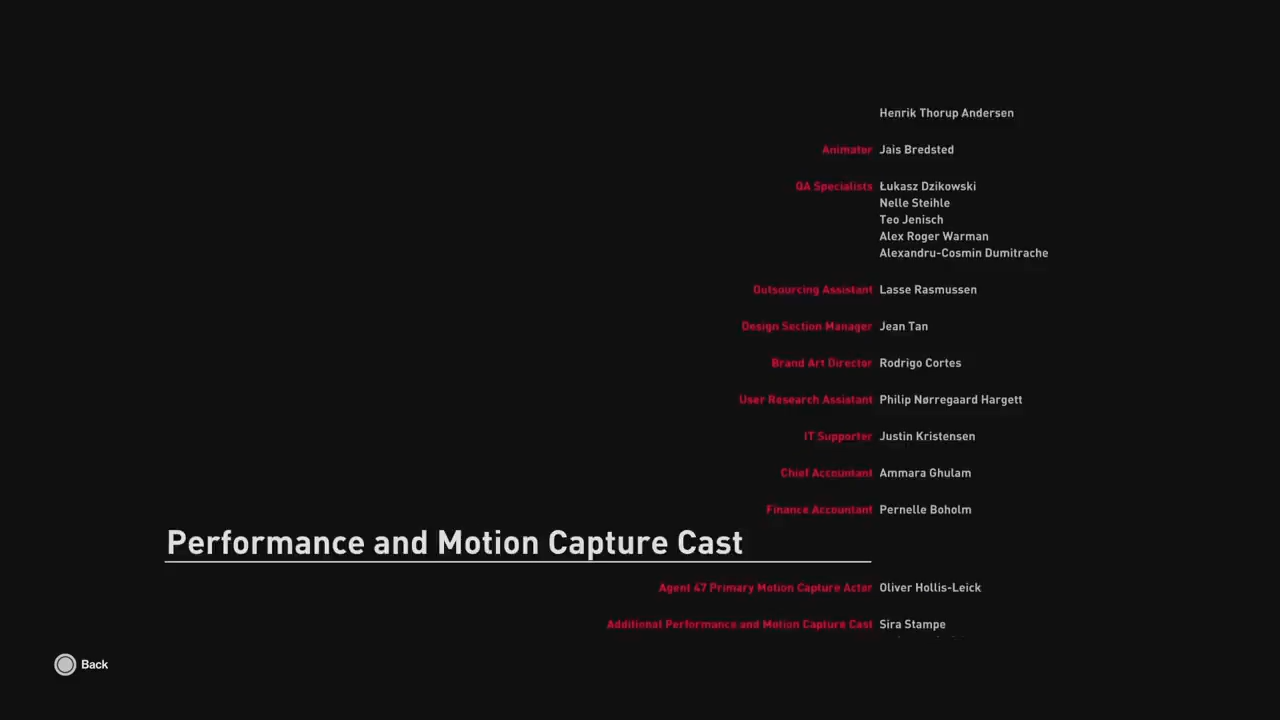 Henrik Thorup Andersen
Animator Jais Bredsted
QA Specialists Łukasz Dzikowski
Nelle Steihle
Teo Jenisch
Alex Roger Warman
Alexandru-Cosmin Dumitrache
Outsourcing Assistant Lasse Rasmussen
Design Section Manager Jean Tan
Brand Art Director Rodrigo Cortes
User Research Assistant Philip Nørregaard Hargett
IT Supporter Justin Kristensen
Chief Accountant Ammara Ghulam
Finance Accountant Pernelle Boholm
Performance and Motion Capture Cast
Agent 47 Primary Motion Capture Actor Oliver Hollis-Leick
Additional Performance and Motion Capture Cast Sira Stampe
Back